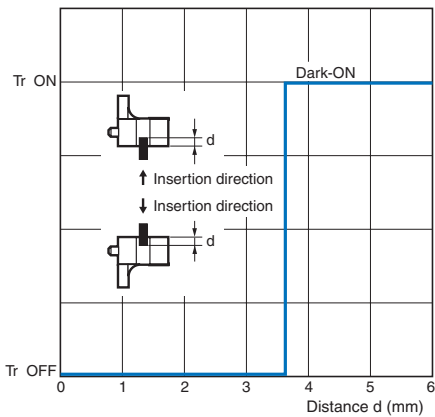 Tr ON
Dark-ON
d
Insertion direction
Insertion direction
d
Tr OFF
0 1 2 3 4 5 6
Distance d (mm)